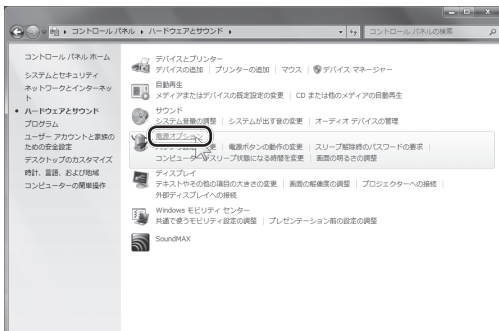 コントロール パネル ▸ ハードウェアとサウンド ▸
コントロール パネルの検索
コントロール パネル ホーム
システムとセキュリティ
ネットワークとインターネット
ハードウェアとサウンド
プログラム
ユーザー アカウントと家族のための安全設定
デスクトップのカスタマイズ
時計、言語、および地域
コンピューターの簡単操作
デバイスとプリンター
デバイスの追加 | プリンターの追加 | マウス | デバイス マネージャー
自動再生
メディアまたはデバイスの既定設定の変更 | CD または他のメディアの自動再生
サウンド
システム音量の調整 | システムが出す音の変更 | オーディオ デバイスの管理
電源オプション
変更 | 電源ボタンの動作の変更 | スリープ解除時のパスワードの要求
コンピューターがスリープ状態になる時間を変更 | 画面の明るさの調整
ディスプレイ
テキストやその他の項目の大きさの変更 | 画面の解像度の調整 | プロジェクターへの接続
外部ディスプレイへの接続
Windows モビリティ センター
共通で使うモビリティ設定の調整 | プレゼンテーション前の設定の調整
SoundMAX